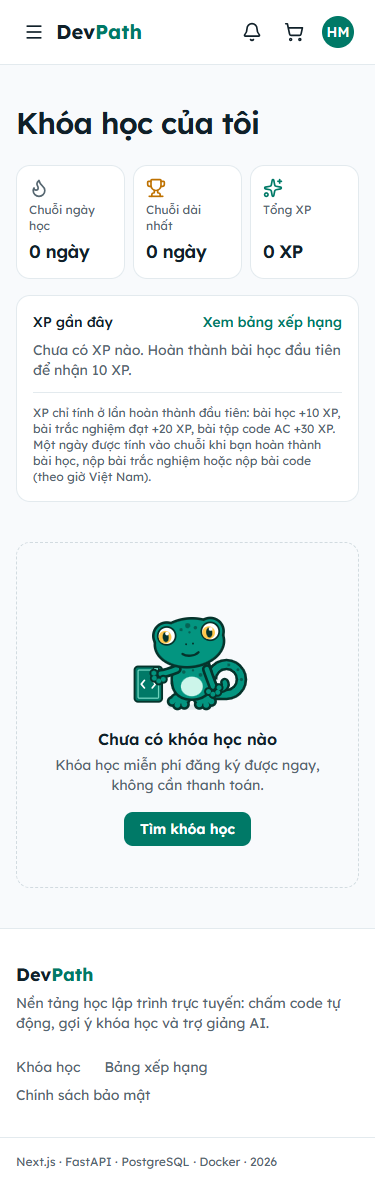 DevPath
HM
Khóa học của tôi
Chuỗi ngày
học
0 ngày
Chuỗi dài
nhất
0 ngày
Tổng XP
0 XP
XP gần đây
Xem bảng xếp hạng
Chưa có XP nào. Hoàn thành bài học đầu tiên
để nhận 10 XP.
XP chỉ tính ở lần hoàn thành đầu tiên: bài học +10 XP,
bài trắc nghiệm đạt +20 XP, bài tập code AC +30 XP.
Một ngày được tính vào chuỗi khi bạn hoàn thành
bài học, nộp bài trắc nghiệm hoặc nộp bài code
(theo giờ Việt Nam).
Chưa có khóa học nào
Khóa học miễn phí đăng ký được ngay,
không cần thanh toán.
Tìm khóa học
DevPath
Nền tảng học lập trình trực tuyến: chấm code tự
động, gợi ý khóa học và trợ giảng AI.
Khóa học
Bảng xếp hạng
Chính sách bảo mật
Next.js · FastAPI · PostgreSQL · Docker · 2026